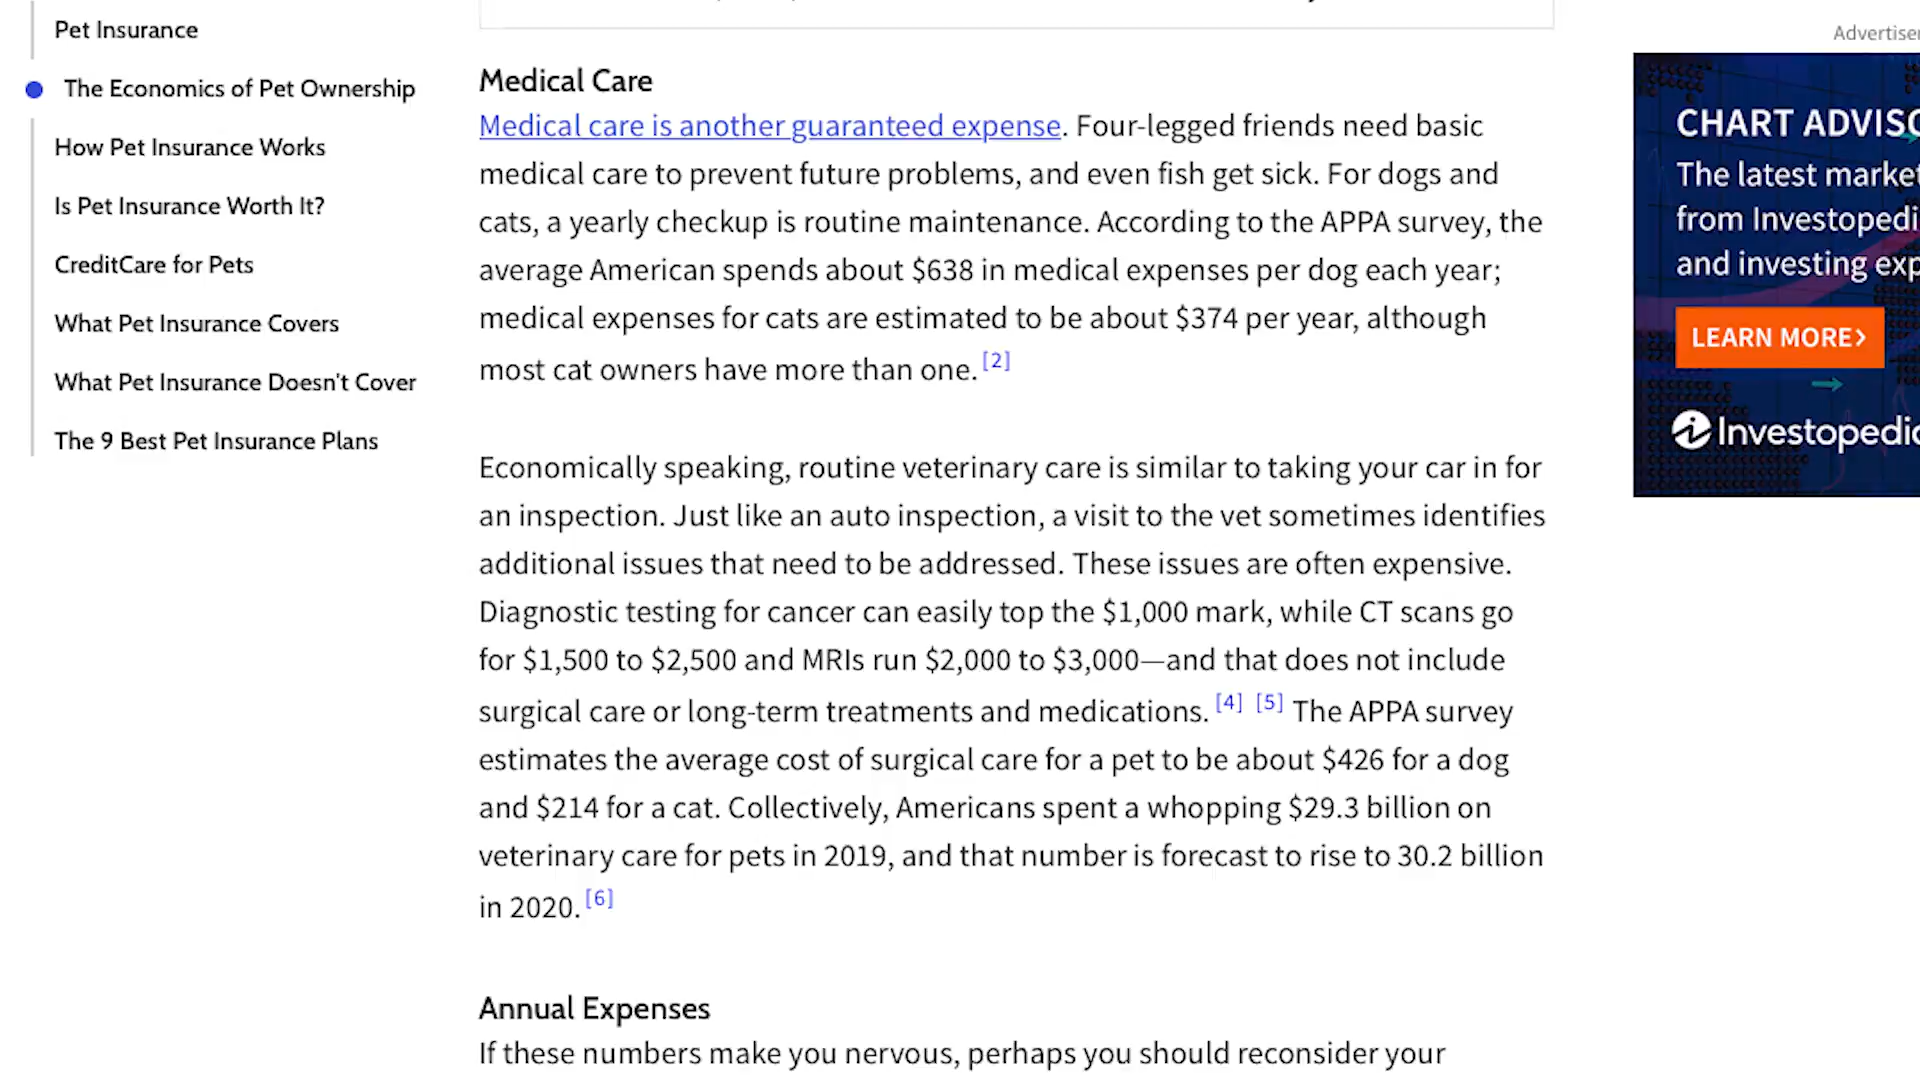 Pet Insurance
The Economics of Pet Ownership
How Pet Insurance Works
Is Pet Insurance Worth It?
CreditCare for Pets
What Pet Insurance Covers
What Pet Insurance Doesn't Cover
The 9 Best Pet Insurance Plans
Medical Care
Medical care is another guaranteed expense. Four-legged friends need basic
medical care to prevent future problems, and even fish get sick. For dogs and
cats, a yearly checkup is routine maintenance. According to the APPA survey, the
average American spends about $638 in medical expenses per dog each year;
medical expenses for cats are estimated to be about $374 per year, although
most cat owners have more than one. [2]
Economically speaking, routine veterinary care is similar to taking your car in for
an inspection. Just like an auto inspection, a visit to the vet sometimes identifies
additional issues that need to be addressed. These issues are often expensive.
Diagnostic testing for cancer can easily top the $1,000 mark, while CT scans go
for $1,500 to $2,500 and MRIs run $2,000 to $3,000—and that does not include
surgical care or long-term treatments and medications. [4] [5] The APPA survey
estimates the average cost of surgical care for a pet to be about $426 for a dog
and $214 for a cat. Collectively, Americans spent a whopping $29.3 billion on
veterinary care for pets in 2019, and that number is forecast to rise to 30.2 billion
in 2020. [6]
Annual Expenses
If these numbers make you nervous, perhaps you should reconsider your
Advertiser
CHART ADVISO
The latest market
from Investopedi
and investing exp
LEARN MORE>
Investopedia